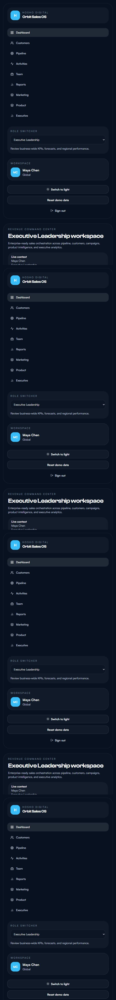 H
HOSHO DIGITAL
Orbit Sales OS
Dashboard
Customers
Pipeline
Activities
Team
Reports
Marketing
Product
Executive
ROLE SWITCHER
Executive Leadership
Review business-wide KPIs, forecasts, and regional performance.
WORKSPACE
MC
Maya Chen
Global
Switch to light
Reset demo data
Sign out
REVENUE COMMAND CENTER
Executive Leadership workspace
Enterprise-ready sales orchestration across pipeline, customers, campaigns,
product intelligence, and executive analytics.
Live context
Maya Chen
Executive Leadership
H
HOSHO DIGITAL
Orbit Sales OS
Dashboard
Customers
Pipeline
Activities
Team
Reports
Marketing
Product
Executive
ROLE SWITCHER
Executive Leadership
Review business-wide KPIs, forecasts, and regional performance.
WORKSPACE
MC
Maya Chen
Global
Switch to light
Reset demo data
Sign out
REVENUE COMMAND CENTER
Executive Leadership workspace
Enterprise-ready sales orchestration across pipeline, customers, campaigns,
product intelligence, and executive analytics.
Live context
Maya Chen
Executive Leadership
H
HOSHO DIGITAL
Orbit Sales OS
Dashboard
Customers
Pipeline
Activities
Team
Reports
Marketing
Product
Executive
ROLE SWITCHER
Executive Leadership
Review business-wide KPIs, forecasts, and regional performance.
WORKSPACE
MC
Maya Chen
Global
Switch to light
Reset demo data
Sign out
REVENUE COMMAND CENTER
Executive Leadership workspace
Enterprise-ready sales orchestration across pipeline, customers, campaigns,
product intelligence, and executive analytics.
Live context
Maya Chen
Executive Leadership
H
HOSHO DIGITAL
Orbit Sales OS
Dashboard
Customers
Pipeline
Activities
Team
Reports
Marketing
Product
Executive
ROLE SWITCHER
Executive Leadership
Review business-wide KPIs, forecasts, and regional performance.
WORKSPACE
MC
Maya Chen
Global
Switch to light
Reset demo data